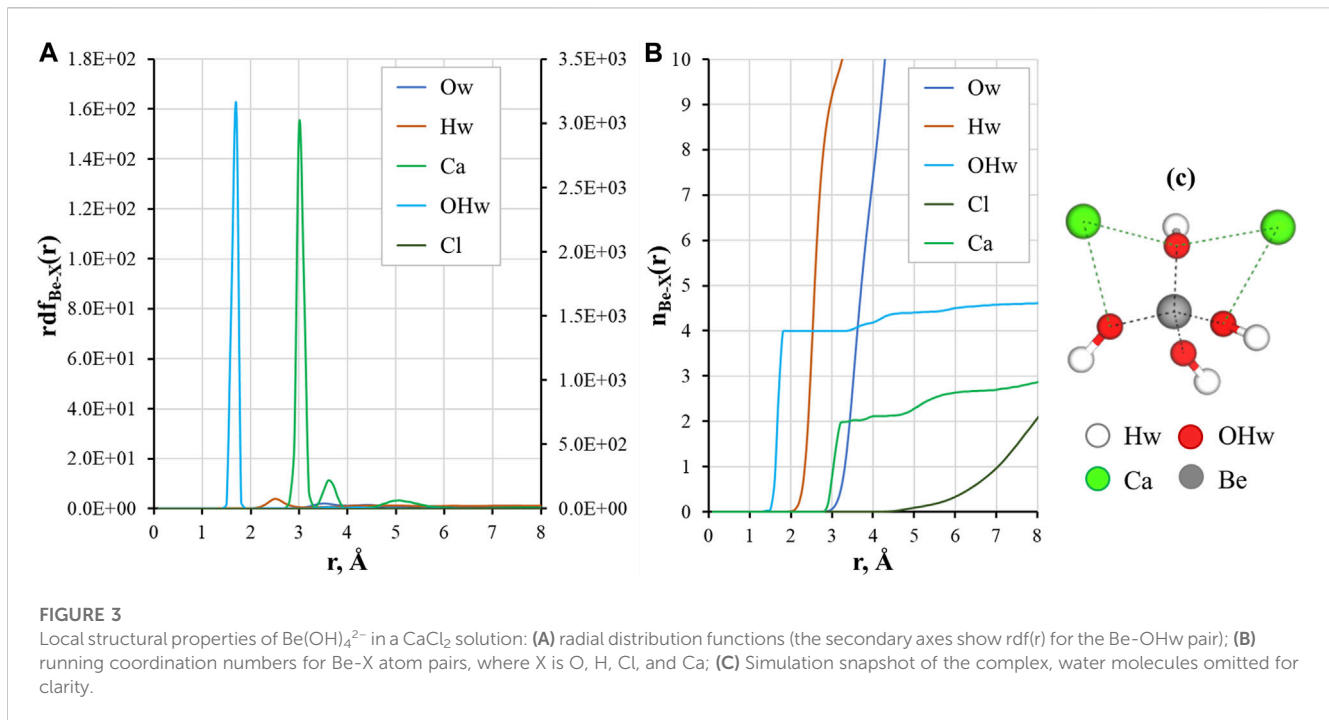 A
B
1.8E+02
1.6E+02
1.4E+02
1.2E+02
1.0E+02
8.0E+01
6.0E+01
4.0E+01
2.0E+01
0.0E+00
rdf_Be-X(r)
0 1 2 3 4 5 6 7 8
r, Å
3.5E+03
3.0E+03
2.5E+03
2.0E+03
1.5E+03
1.0E+03
5.0E+02
0.0E+00
Ow
Hw
Ca
OHw
Cl
10
9
8
7
6
5
4
3
2
1
0
n_Be-X(r)
0 1 2 3 4 5 6 7 8
r, Å
Ow
Hw
OHw
Cl
Ca
(c)
Hw OHw
Ca Be
FIGURE 3
Local structural properties of Be(OH)₄²⁻ in a CaCl₂ solution: (A) radial distribution functions (the secondary axes show rdf(r) for the Be-OHw pair); (B)
running coordination numbers for Be-X atom pairs, where X is O, H, Cl, and Ca; (C) Simulation snapshot of the complex, water molecules omitted for
clarity.